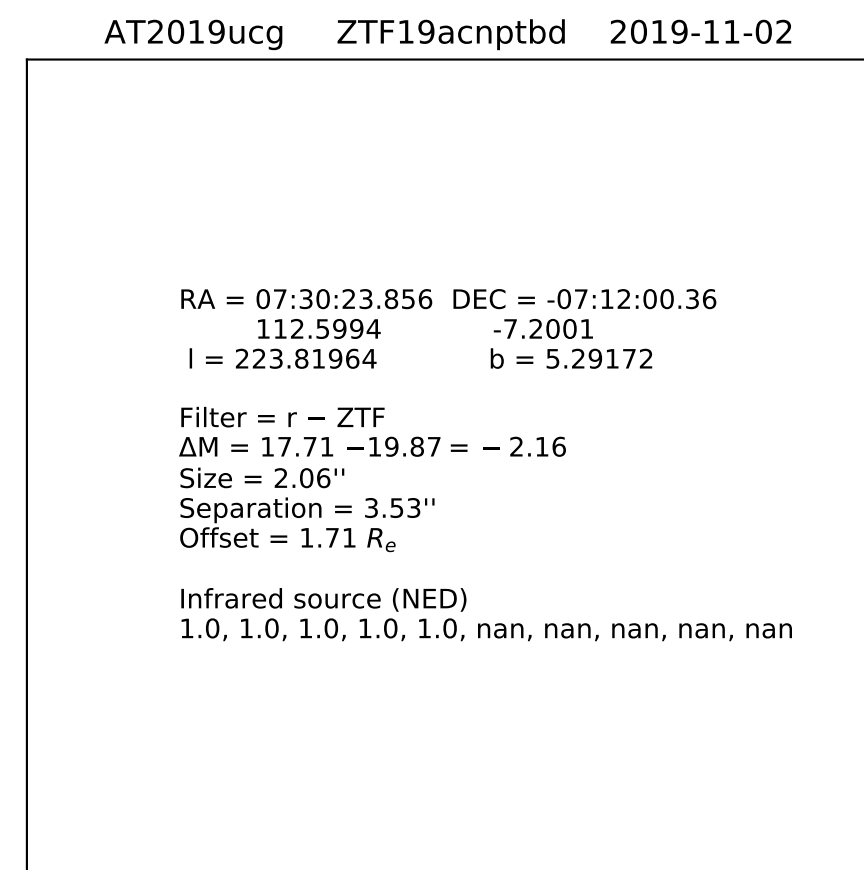 AT2019ucg ZTF19acnptbd 2019-11-02
RA = 07:30:23.856 DEC = -07:12:00.36
112.5994 -7.2001
l = 223.81964 b = 5.29172
Filter = r − ZTF
ΔM = 17.71 −19.87 = − 2.16
Size = 2.06''
Separation = 3.53''
Offset = 1.71 Re
Infrared source (NED)
1.0, 1.0, 1.0, 1.0, 1.0, nan, nan, nan, nan, nan